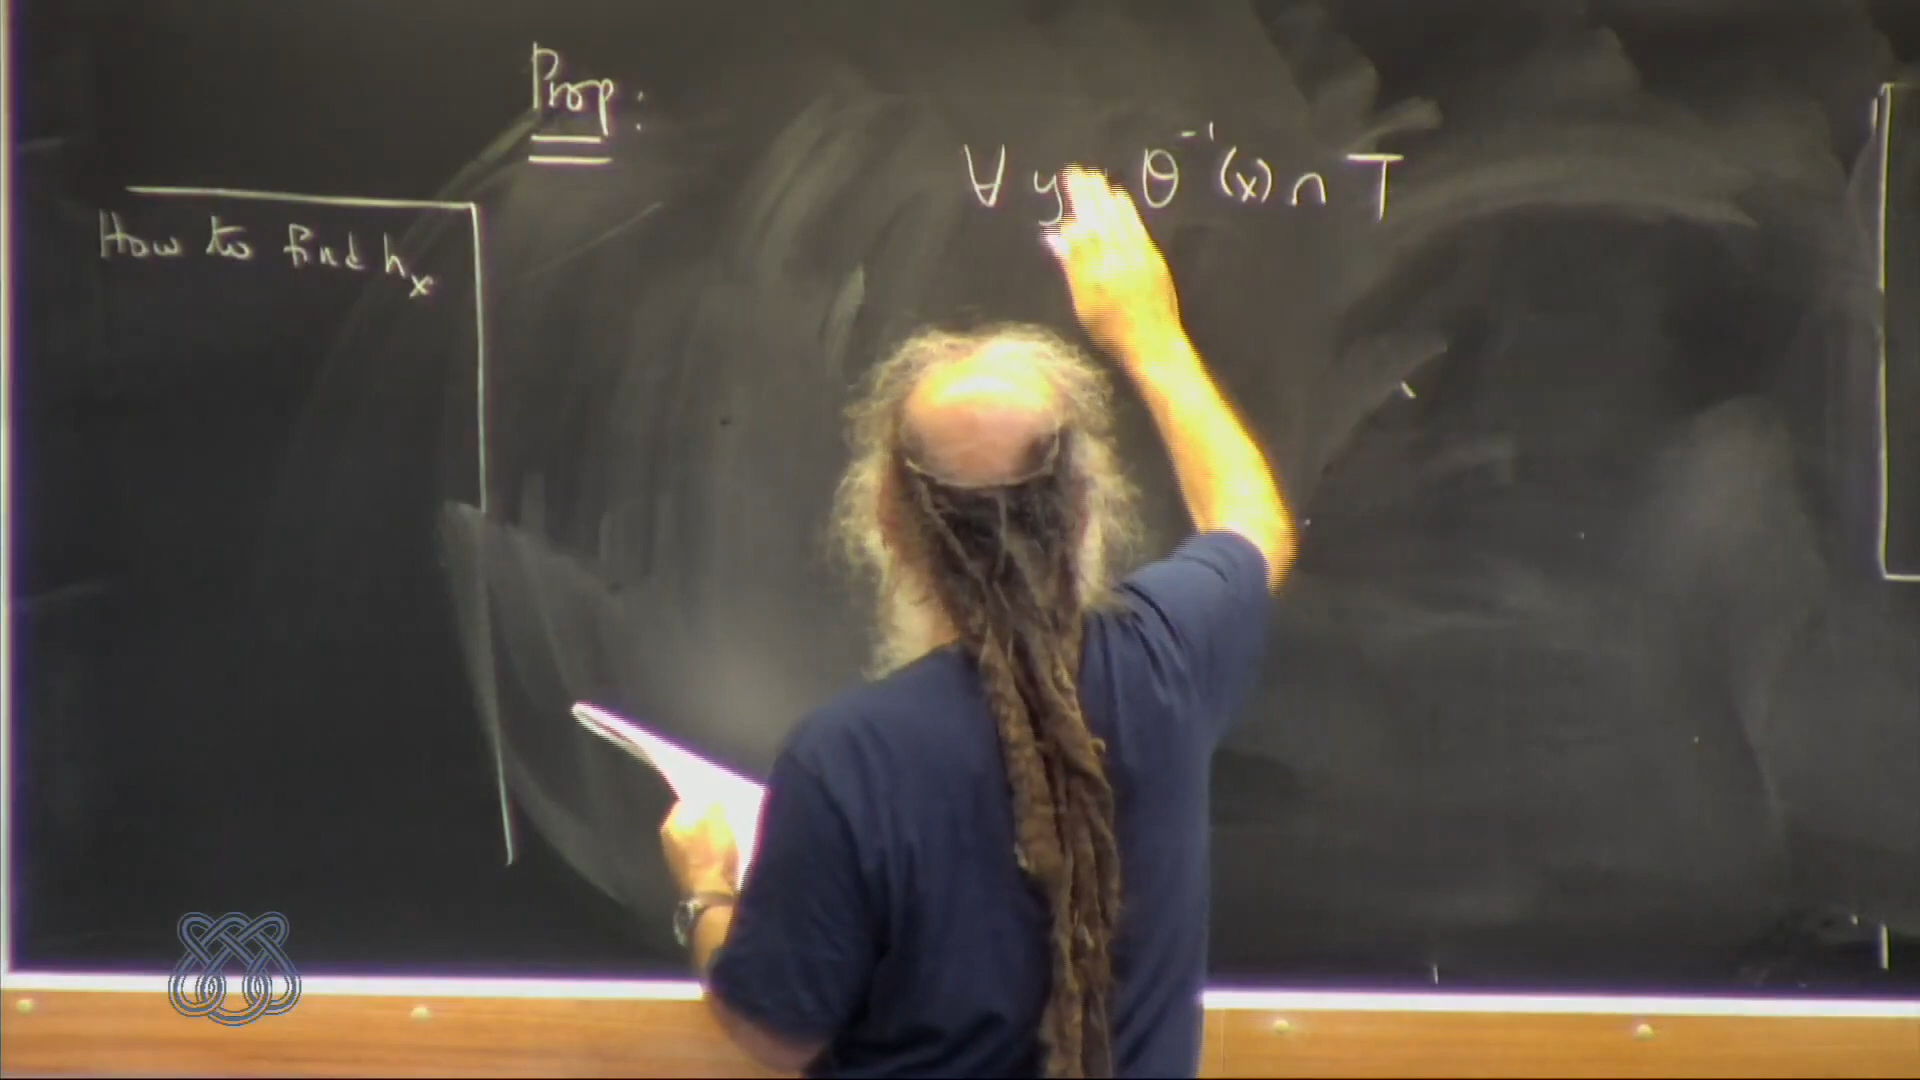 Prop:
∀ y θ⁻¹(x) ∩ T
How to find hₓ